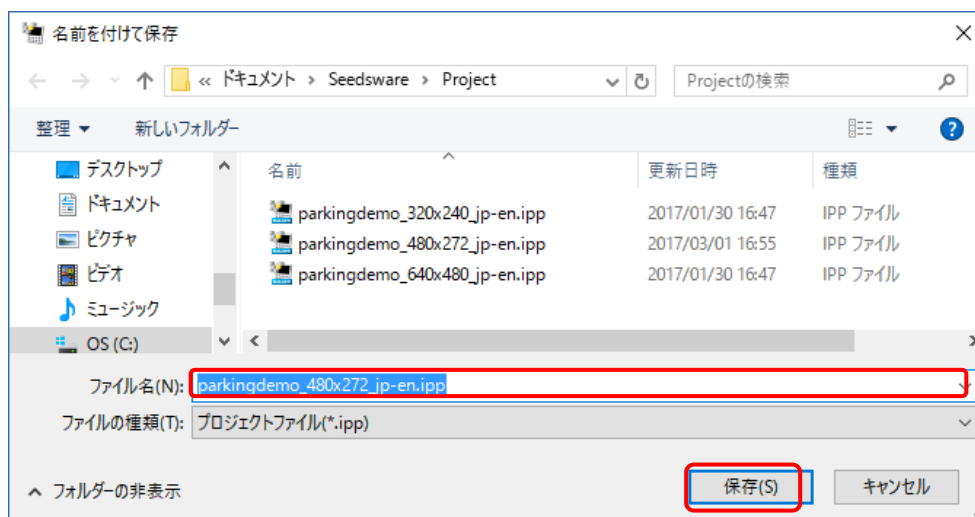 名前を付けて保存
« ドキュメント › Seedsware › Project
Projectの検索
整理 新しいフォルダー
名前 更新日時 種類
デスクトップ
ドキュメント
ピクチャ
ビデオ
ミュージック
OS (C:)
parkingdemo_320x240_jp-en.ipp 2017/01/30 16:47 IPP ファイル
parkingdemo_480x272_jp-en.ipp 2017/03/01 16:55 IPP ファイル
parkingdemo_640x480_jp-en.ipp 2017/01/30 16:47 IPP ファイル
ファイル名(N): parkingdemo_480x272_jp-en.ipp
ファイルの種類(T): プロジェクトファイル(*.ipp)
フォルダーの非表示
保存(S) キャンセル